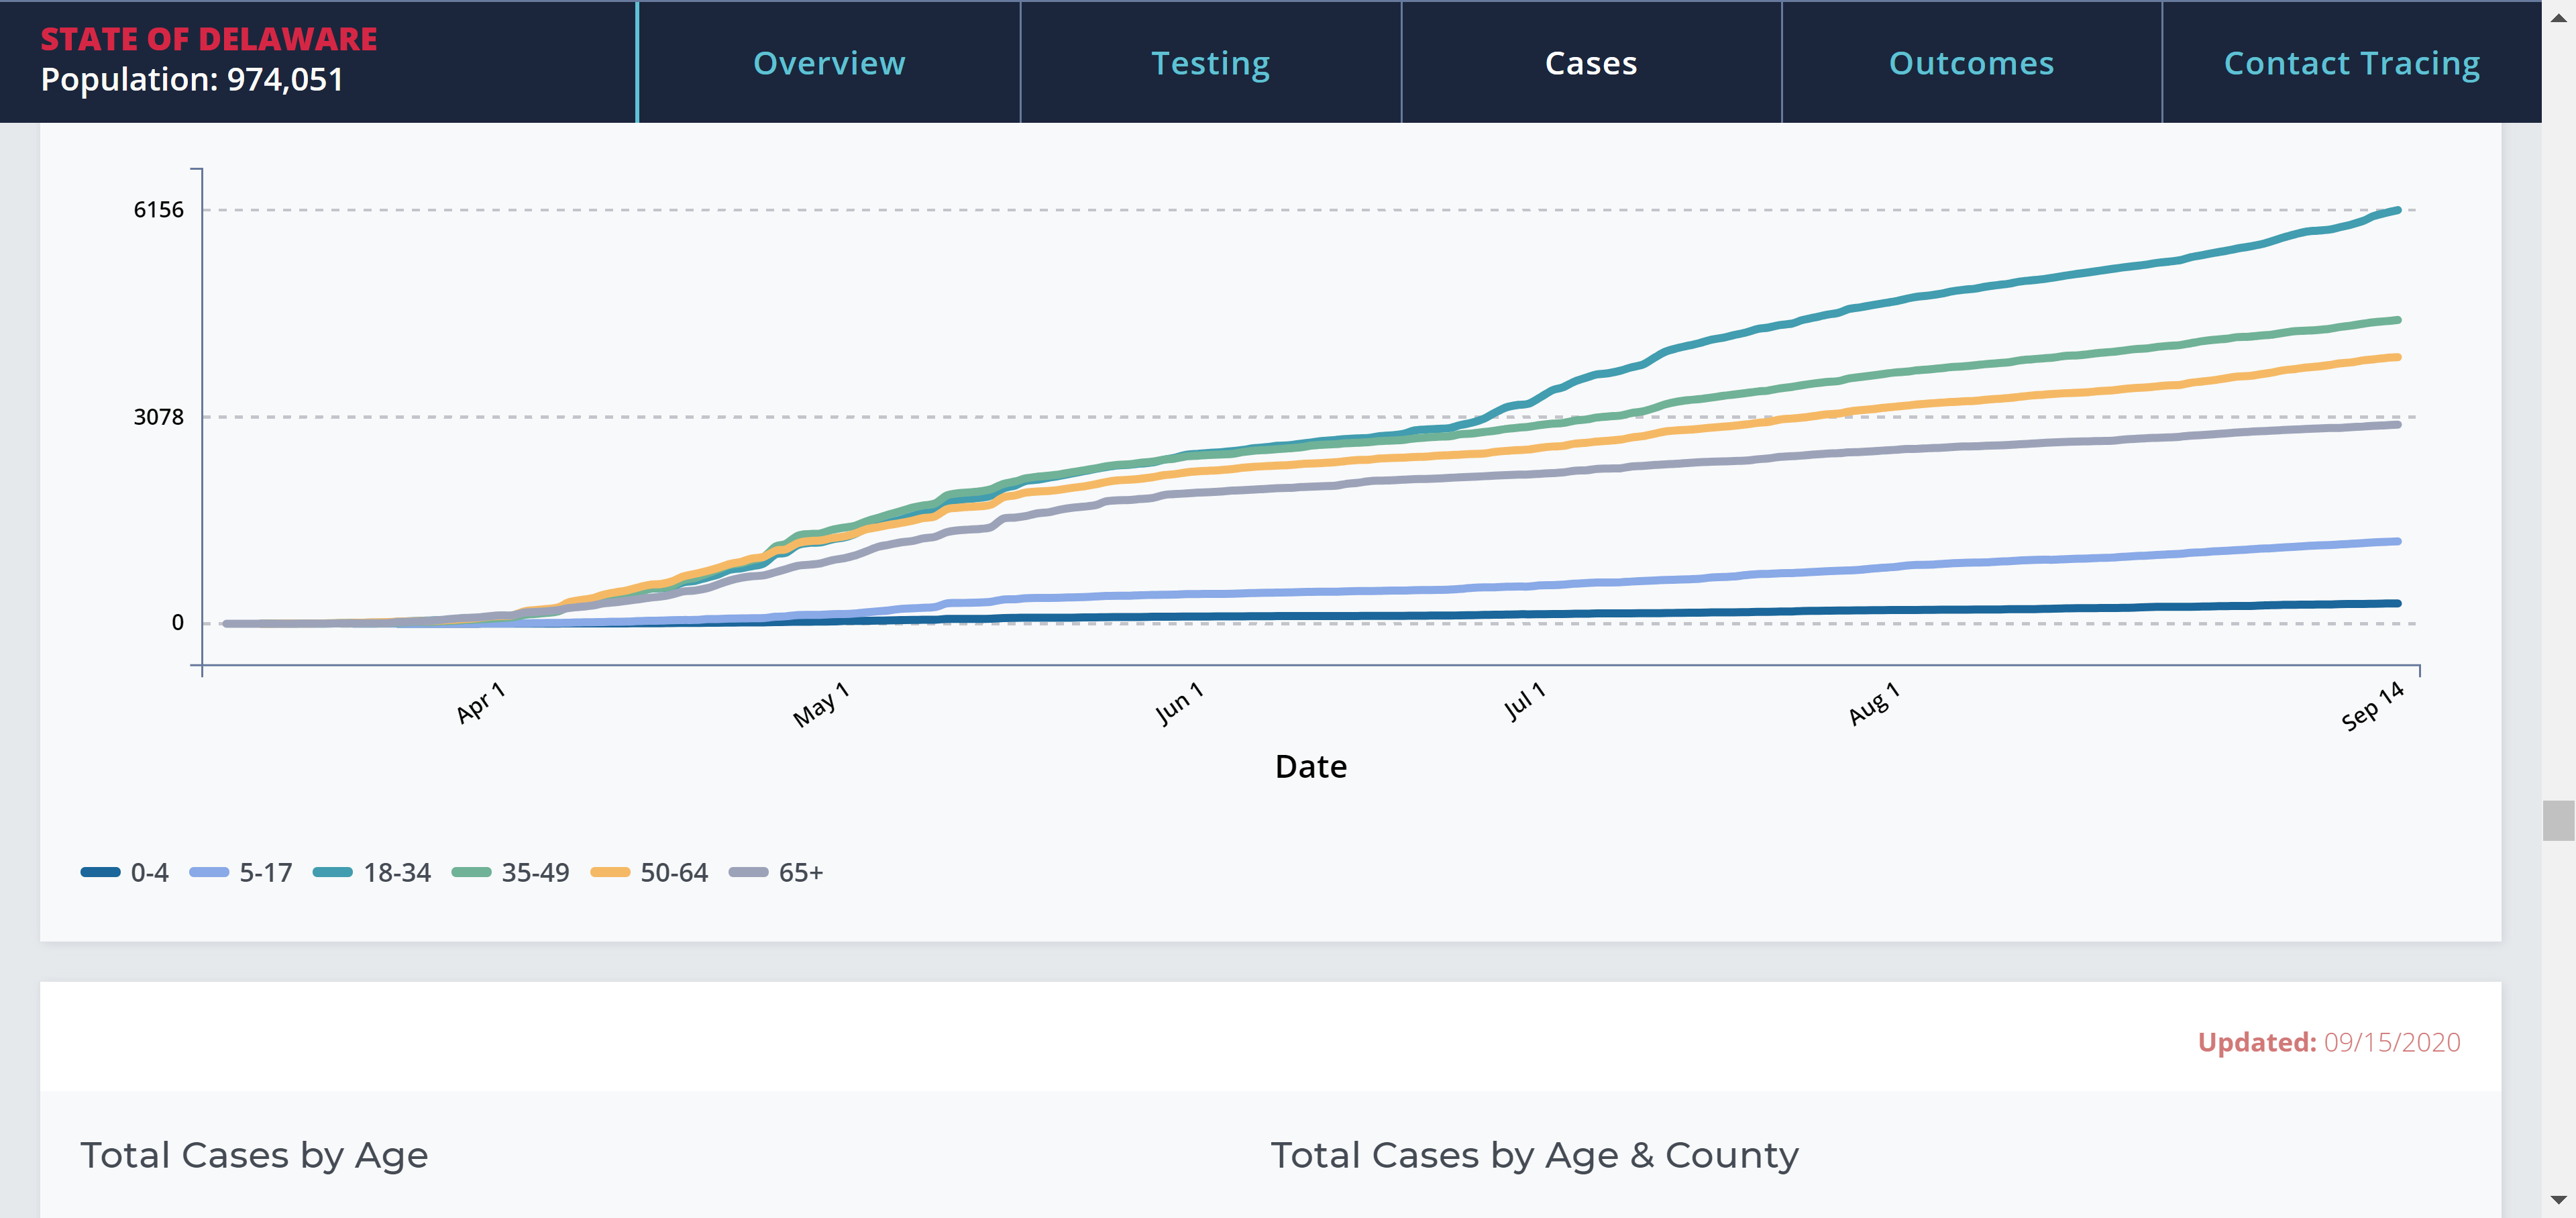 STATE OF DELAWARE
Population: 974,051
Overview
Testing
Cases
Outcomes
Contact Tracing
6156
3078
0
Apr 1
May 1
Jun 1
Jul 1
Aug 1
Sep 14
Date
0-4
5-17
18-34
35-49
50-64
65+
Updated: 09/15/2020
Total Cases by Age
Total Cases by Age & County